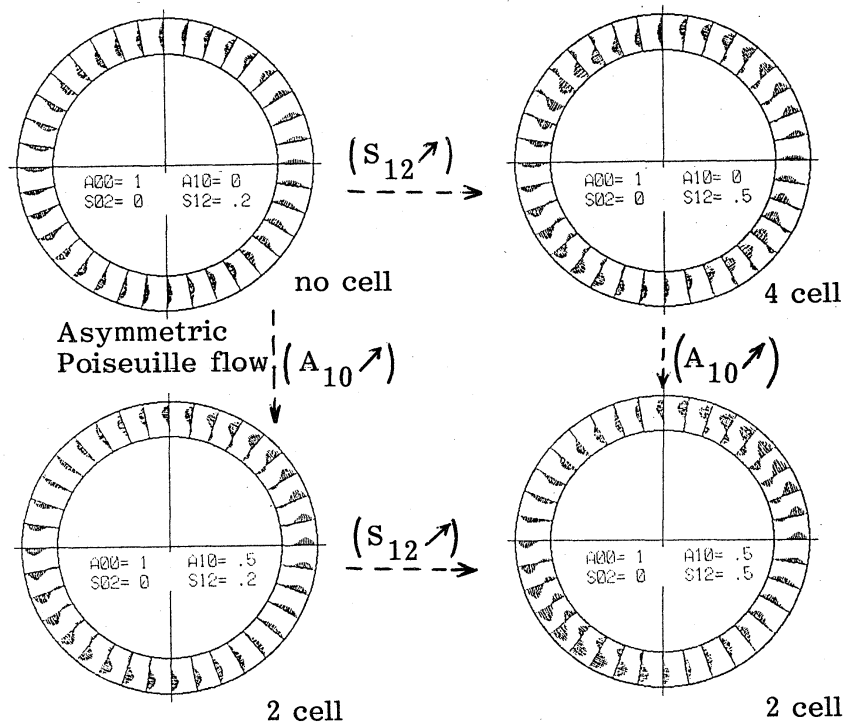 A00= 1 A10= 0
S02= 0 S12= .2
no cell
(S12↗)
A00= 1 A10= 0
S02= 0 S12= .5
4 cell
Asymmetric
Poiseuille flow
(A10↗)
(A10↗)
A00= 1 A10= .5
S02= 0 S12= .2
2 cell
(S12↗)
A00= 1 A10= .5
S02= 0 S12= .5
2 cell